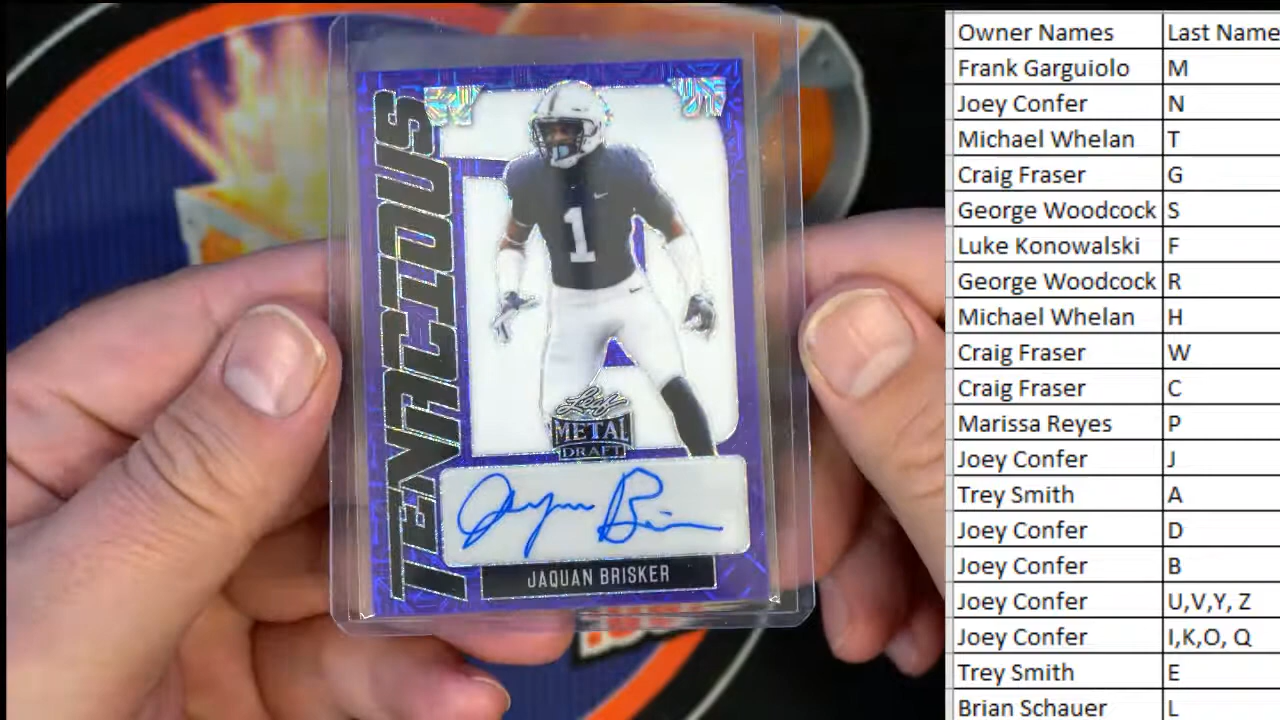 TENACIOUS
1
Leaf
METAL
DRAFT
JAQUAN BRISKER
Owner Names Last Name
Frank Garguiolo M
Joey Confer N
Michael Whelan T
Craig Fraser G
George Woodcock S
Luke Konowalski F
George Woodcock R
Michael Whelan H
Craig Fraser W
Craig Fraser C
Marissa Reyes P
Joey Confer J
Trey Smith A
Joey Confer D
Joey Confer B
Joey Confer U,V,Y, Z
Joey Confer I,K,O, Q
Trey Smith E
Brian Schauer L